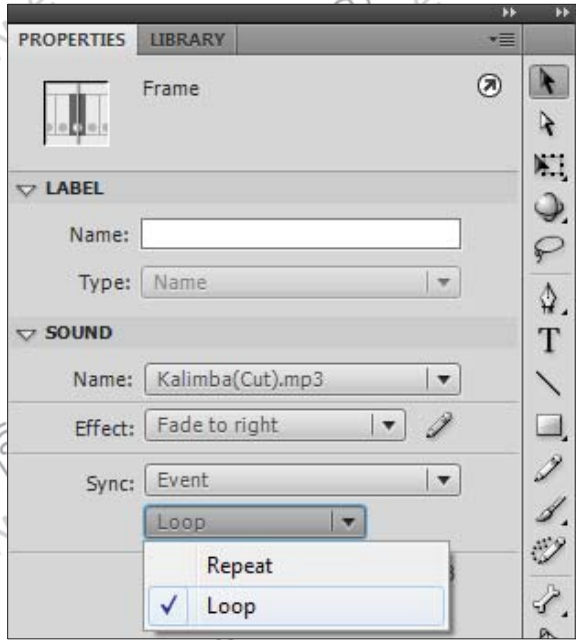 PROPERTIES LIBRARY
Frame
LABEL
Name:
Type: Name
SOUND
Name: Kalimba(Cut).mp3
Effect: Fade to right
Sync: Event
Loop
Repeat
Loop
T